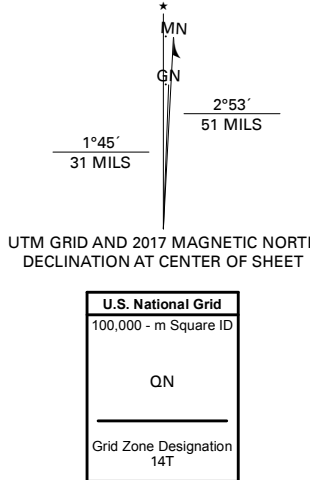 ★
MN
GN
2°53´
51 MILS
1°45´
31 MILS
UTM GRID AND 2017 MAGNETIC NORTH
DECLINATION AT CENTER OF SHEET
U.S. National Grid
100,000 - m Square ID
QN
Grid Zone Designation
14T